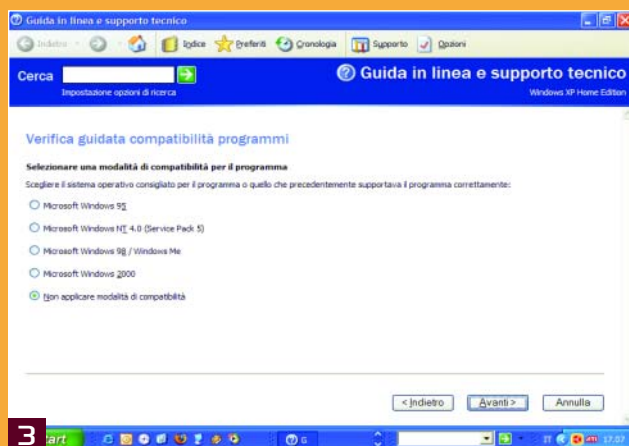 Guida in linea e supporto tecnico
Indietro Indice Preferiti Cronologia Supporto Opzioni
Cerca Guida in linea e supporto tecnico
Impostazione opzioni di ricerca Windows XP Home Edition
Verifica guidata compatibilità programmi
Selezionare una modalità di compatibilità per il programma
Scegliere il sistema operativo consigliato per il programma o quello che precedentemente supportava il programma correttamente:
Microsoft Windows 95
Microsoft Windows NT 4.0 (Service Pack 5)
Microsoft Windows 98 / Windows Me
Microsoft Windows 2000
Non applicare modalità di compatibilità
< Indietro Avanti > Annulla
3 tart G IT 17.07